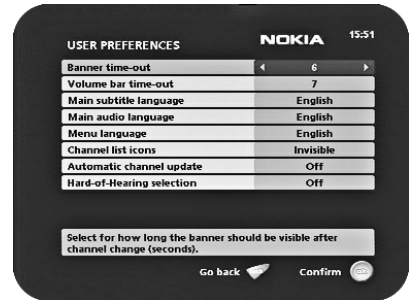 USER PREFERENCES NOKIA 15:51
Banner time-out 6
Volume bar time-out 7
Main subtitle language English
Main audio language English
Menu language English
Channel list icons Invisible
Automatic channel update Off
Hard-of-Hearing selection Off
Select for how long the banner should be visible after
channel change (seconds).
Go back Confirm